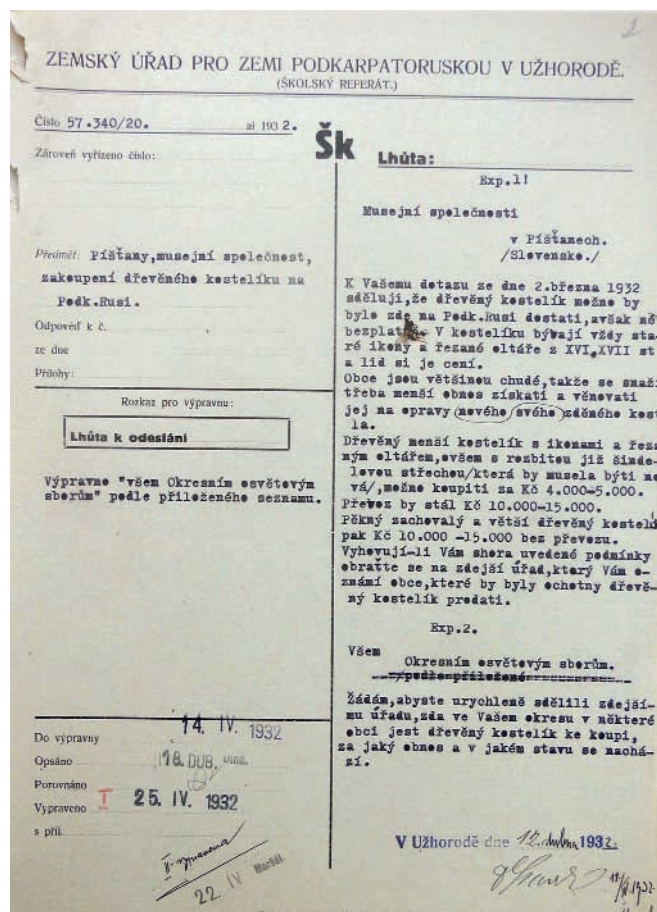 ZEMSKÝ ÚŘAD PRO ZEMI PODKARPATORUSKOU V UŽHORODĚ.
(ŠKOLSKÝ REFERÁT.)
Číslo 57.340/20. ai 1932.
Zároveň vyřízeno číslo:
Předmět: Píšťany,musejní společnost,
zakoupení dřevěného kostelíku na
Podk.Rusi.
Odpověď k č.
ze dne
Přílohy:
Rozkaz pro výpravnu:
Lhůta k odeslání
Výpravno "všem Okresním osvětovým
sborům" podle přiloženého seznamu.
Do výpravny 14. IV. 1932
Opsáno 18. DUB.
Porovnáno
Vypraveno I 25. IV. 1932
s příl.
22. IV
Šk
Lhůta:
Exp.1!
Musejní společnosti
v Píšťanech.
/Slovensko./
K Vašemu dotazu ze dne 2.března 1932
sděluji,že dřevěný kostelík možno by
bylo zde na Podk.Rusi dostati,avšak ne
V kostelíku bývají vždy sta-
ré ikony a řezané oltáře z XVI,XVII st
a lid si je cení.
Obce jsou většinou chudé,takže se snaží
třeba menší obnos získati a věnovati
jej na opravy nového/svého zděného kost
la.
Dřevěný menší kostelík s ikonami a řeza
ným oltářem,ovšem s rozbitou již šinde-
lovou střechou/která by musela býti no
vá/,možno koupiti za Kč 4.000-5.000.
Převoz by stál Kč 10.000-15.000.
Pěkný zachovalý a větší dřevěný kostelí
pak Kč 10.000 -15.000 bez převozu.
Vyhovují-li Vám shora uvedené podmínky
obraťte se na zdejší úřad,který Vám o-
známí obce,které by byly ochotny dřevě-
ný kostelík prodati.
Exp.2.
Všem
Okresním osvětovým sborům.
podle přiložené
Žádám,abyste urychleně sdělili zdejší-
mu úřadu,zda ve Vašem okresu v některé
obci jest dřevěný kostelík ke koupi,
za jaký obnos a v jakém stavu se nachá-
zí.
V Užhorodě dne 12. dubna 1932.